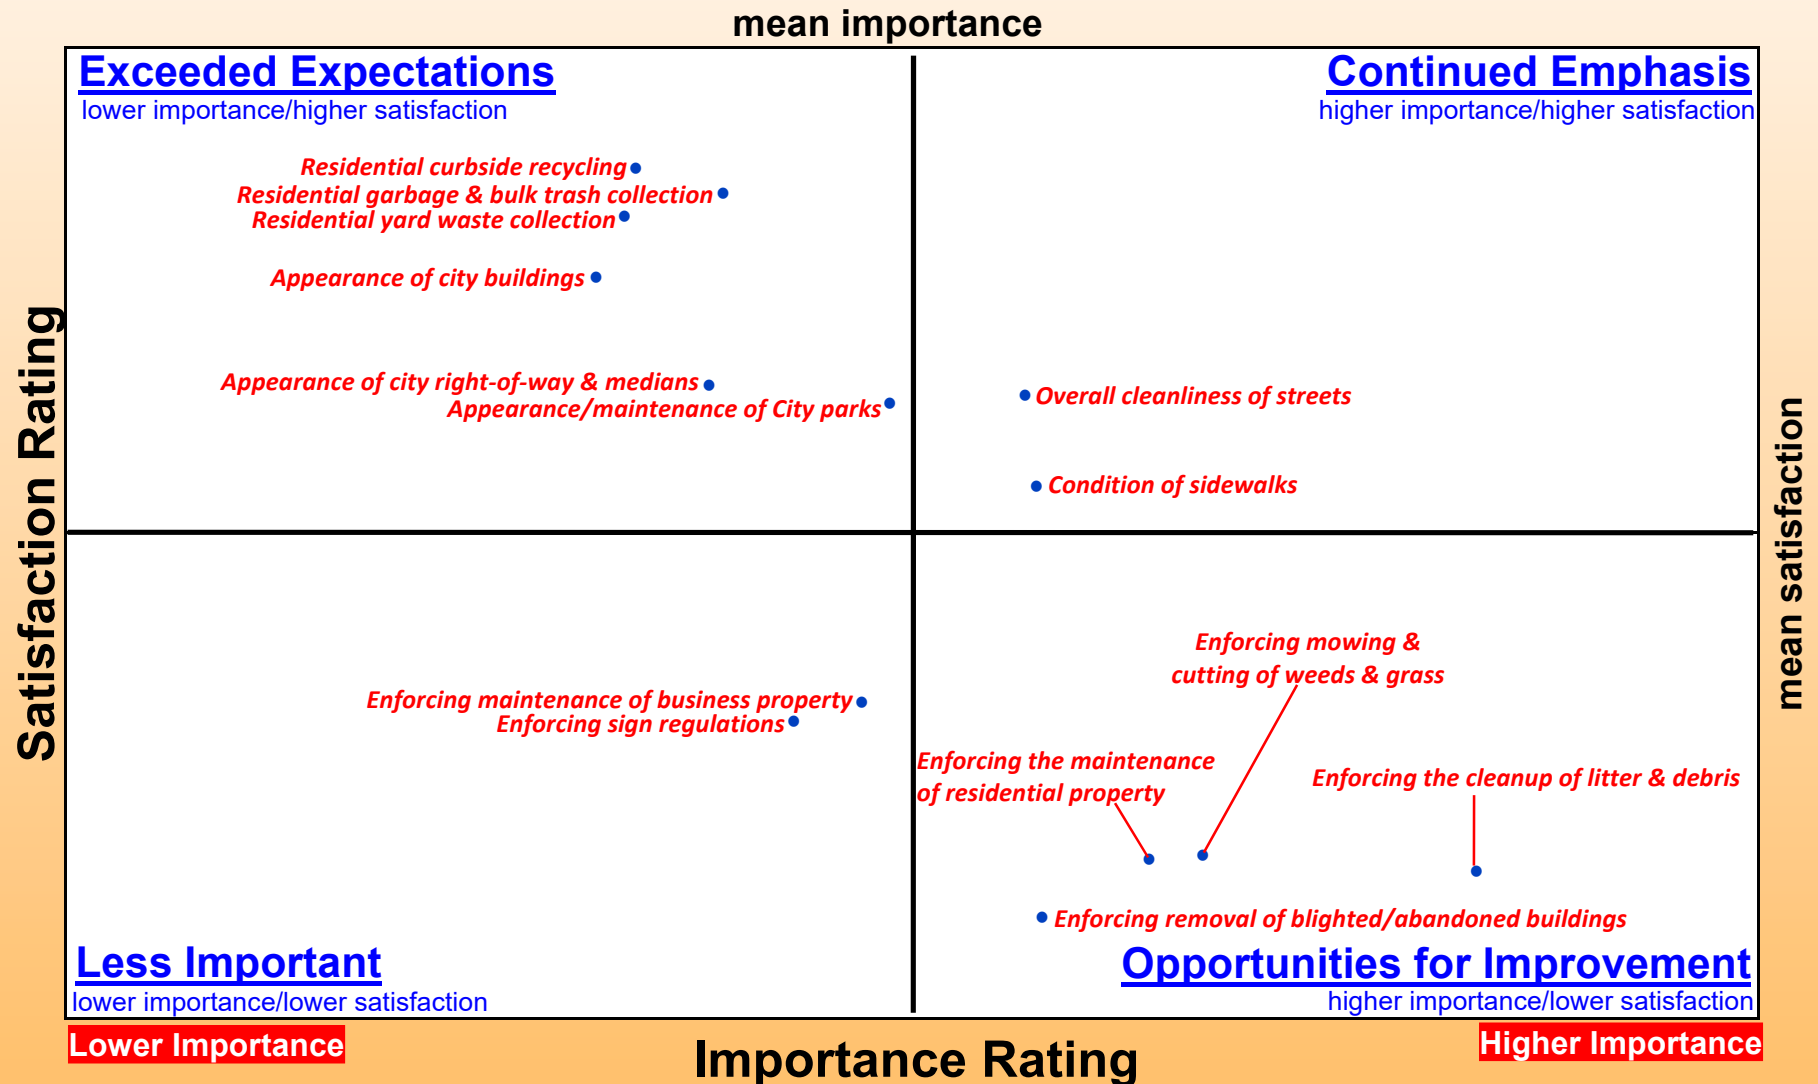 mean importance
Exceeded Expectations
lower importance/higher satisfaction
Continued Emphasis
higher importance/higher satisfaction
Residential curbside recycling
Residential garbage & bulk trash collection
Residential yard waste collection
Appearance of city buildings
Appearance of city right-of-way & medians
Appearance/maintenance of City parks
Overall cleanliness of streets
Condition of sidewalks
Satisfaction Rating
mean satisfaction
Enforcing mowing &
cutting of weeds & grass
Enforcing maintenance of business property
Enforcing sign regulations
Enforcing the maintenance
of residential property
Enforcing the cleanup of litter & debris
Enforcing removal of blighted/abandoned buildings
Less Important
lower importance/lower satisfaction
Opportunities for Improvement
higher importance/lower satisfaction
Lower Importance
Importance Rating
Higher Importance